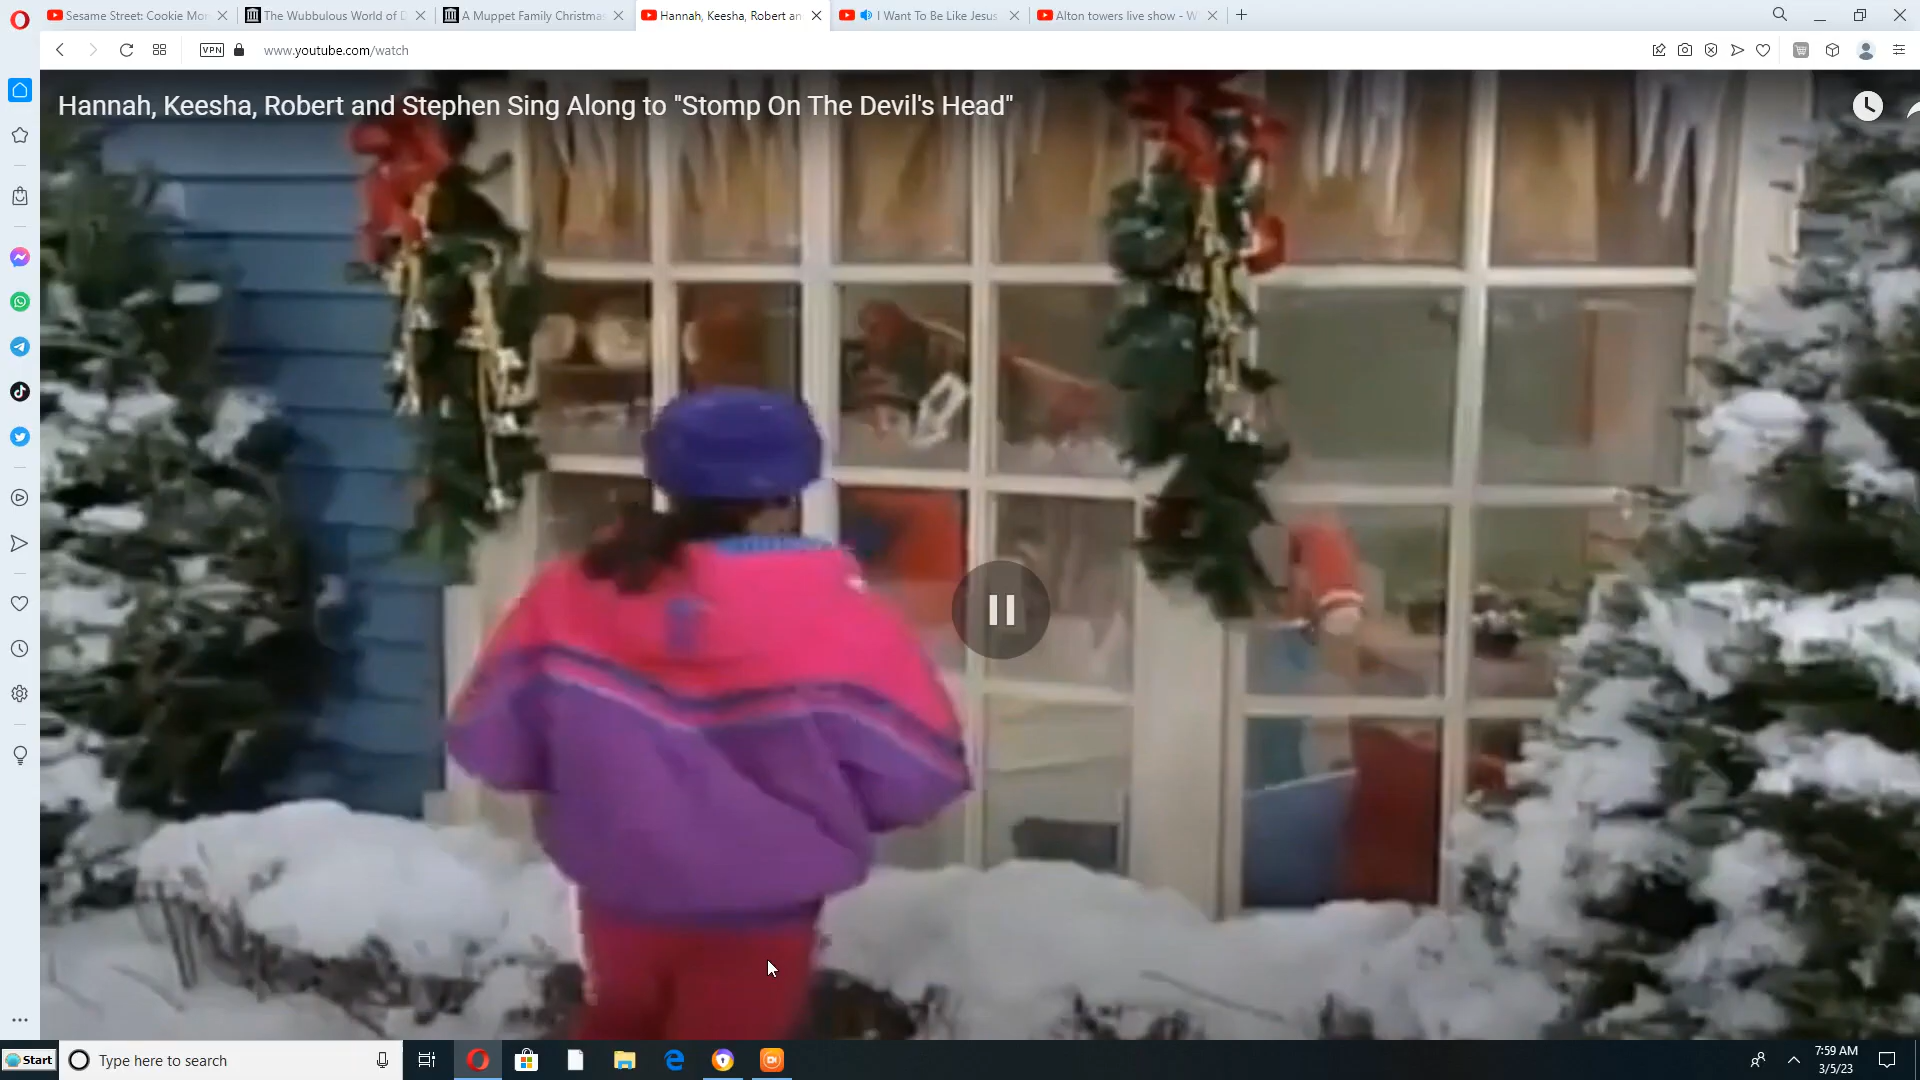 Sesame Street: Cookie Mo
The Wubbulous World of D
A Muppet Family Christma
Hannah, Keesha, Robert an
I Want To Be Like Jesus
Alton towers live show - W
VPN
www.youtube.com/watch
Hannah, Keesha, Robert and Stephen Sing Along to "Stomp On The Devil's Head"
Start
Type here to search
7:59 AM
3/5/23